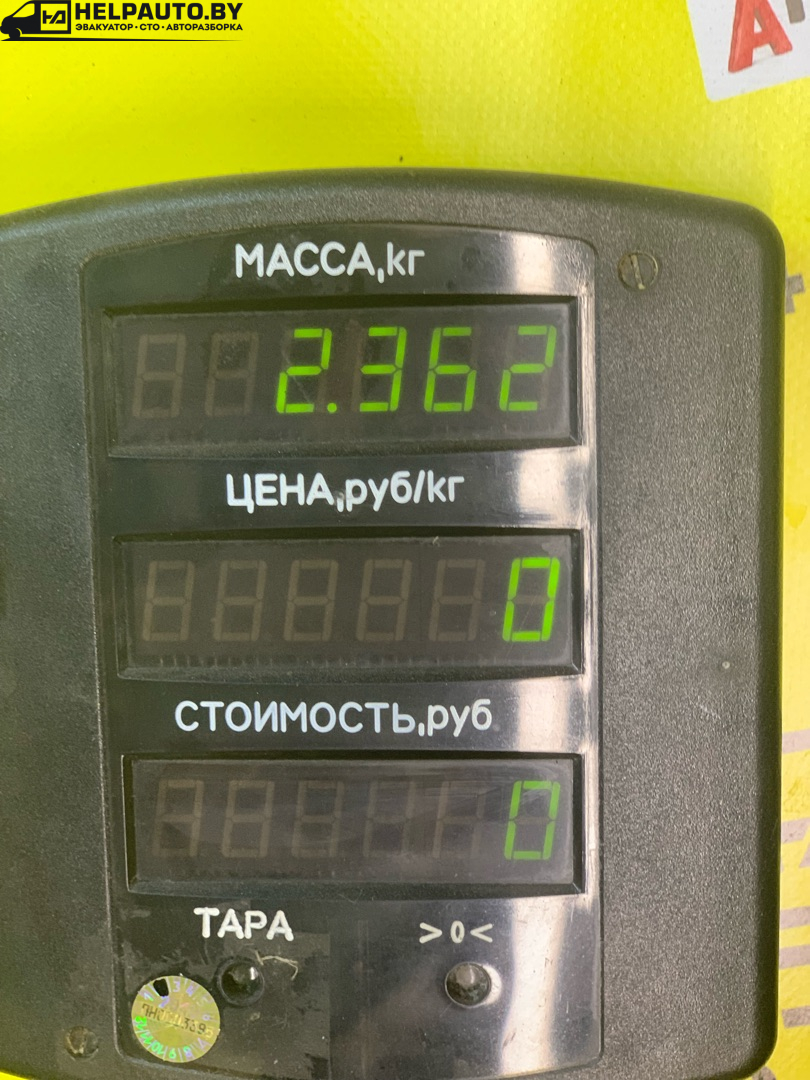 HELPAUTO.BY
ЭВАКУАТОР • СТО • АВТОРАЗБОРКА
МАССА,кг
2.362
ЦЕНА,руб/кг
0
СТОИМОСТЬ,руб
0
ТАРА
>0<